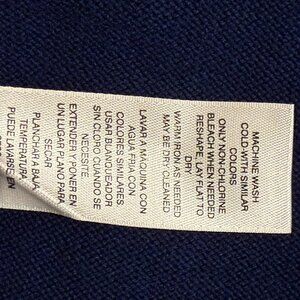 MACHINE WASH
COLD WITH SIMILAR
COLORS
ONLY NON-CHLORINE
BLEACH WHEN NEEDED
RESHAPE, LAY FLAT TO
DRY
WARM IRON AS NEEDED
MAY BE DRY CLEANED
LAVAR A MAQUINA CON
AGUA FRIA CON
COLORES SIMILARES
USAR BLANQUEADOR
SIN CLORO CUANDO SE
NECESITE
EXTENDER Y PONER EN
UN LUGAR PLANO PARA
SECAR
PLANCHAR A BAJA
TEMPERATURA
PUEDE LAVARSE EN